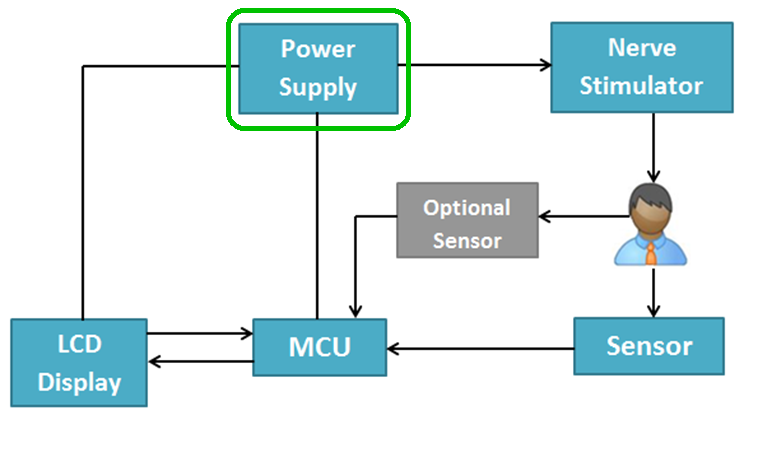 Power
Supply
Nerve
Stimulator
Optional
Sensor
LCD
Display
MCU
Sensor